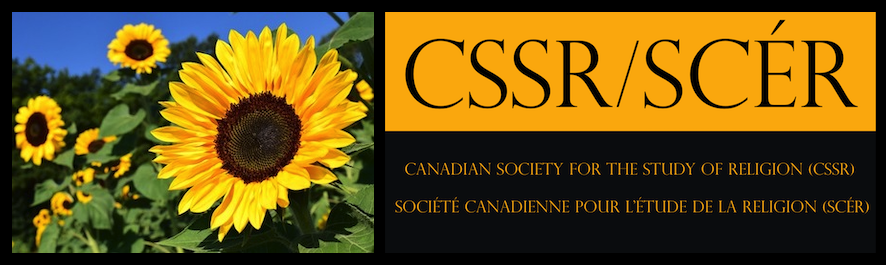 CSSR/SCÉR
CANADIAN SOCIETY FOR THE STUDY OF RELIGION (CSSR)
SOCIÉTÉ CANADIENNE POUR L'ÉTUDE DE LA RELIGION (SCÉR)